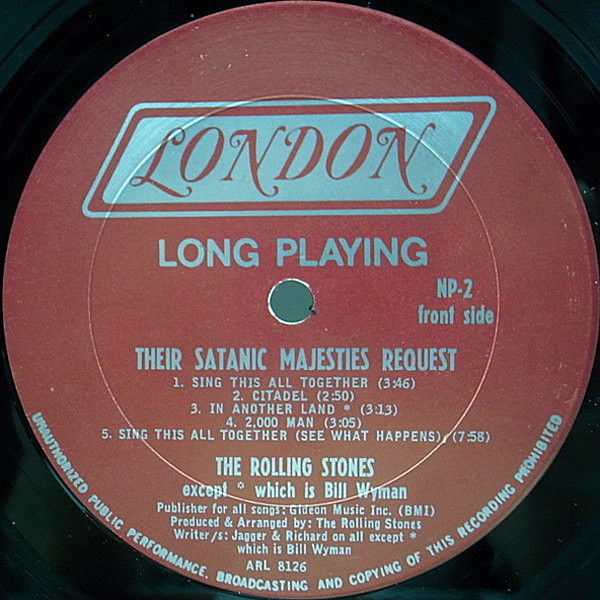 LONDON
LONG PLAYING
NP-2
front side
THEIR SATANIC MAJESTIES REQUEST
1. SING THIS ALL TOGETHER (3:46)
2. CITADEL (2:50)
3. IN ANOTHER LAND * (3:13)
4. 2,000 MAN (3:05)
5. SING THIS ALL TOGETHER (SEE WHAT HAPPENS) (7:58)
THE ROLLING STONES
except * which is Bill Wyman
Publisher for all songs: Gideon Music Inc. (BMI)
Produced & Arranged by: The Rolling Stones
Writer/s: Jagger & Richard on all except *
which is Bill Wyman
ARL 8126
UNAUTHORIZED PUBLIC PERFORMANCE, BROADCASTING AND COPYING OF THIS RECORDING PROHIBITED